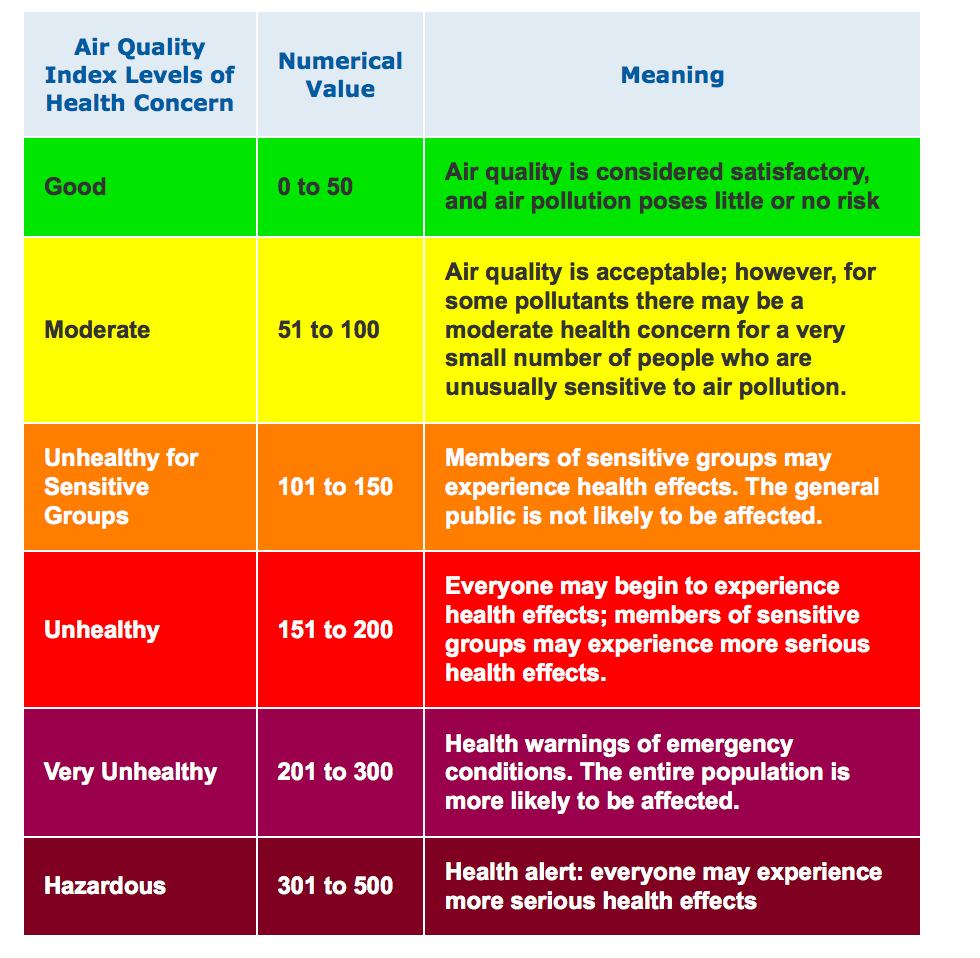 Air Quality
Index Levels of
Health Concern
Numerical
Value
Meaning
Good
0 to 50
Air quality is considered satisfactory,
and air pollution poses little or no risk
Moderate
51 to 100
Air quality is acceptable; however, for
some pollutants there may be a
moderate health concern for a very
small number of people who are
unusually sensitive to air pollution.
Unhealthy for
Sensitive
Groups
101 to 150
Members of sensitive groups may
experience health effects. The general
public is not likely to be affected.
Unhealthy
151 to 200
Everyone may begin to experience
health effects; members of sensitive
groups may experience more serious
health effects.
Very Unhealthy
201 to 300
Health warnings of emergency
conditions. The entire population is
more likely to be affected.
Hazardous
301 to 500
Health alert: everyone may experience
more serious health effects